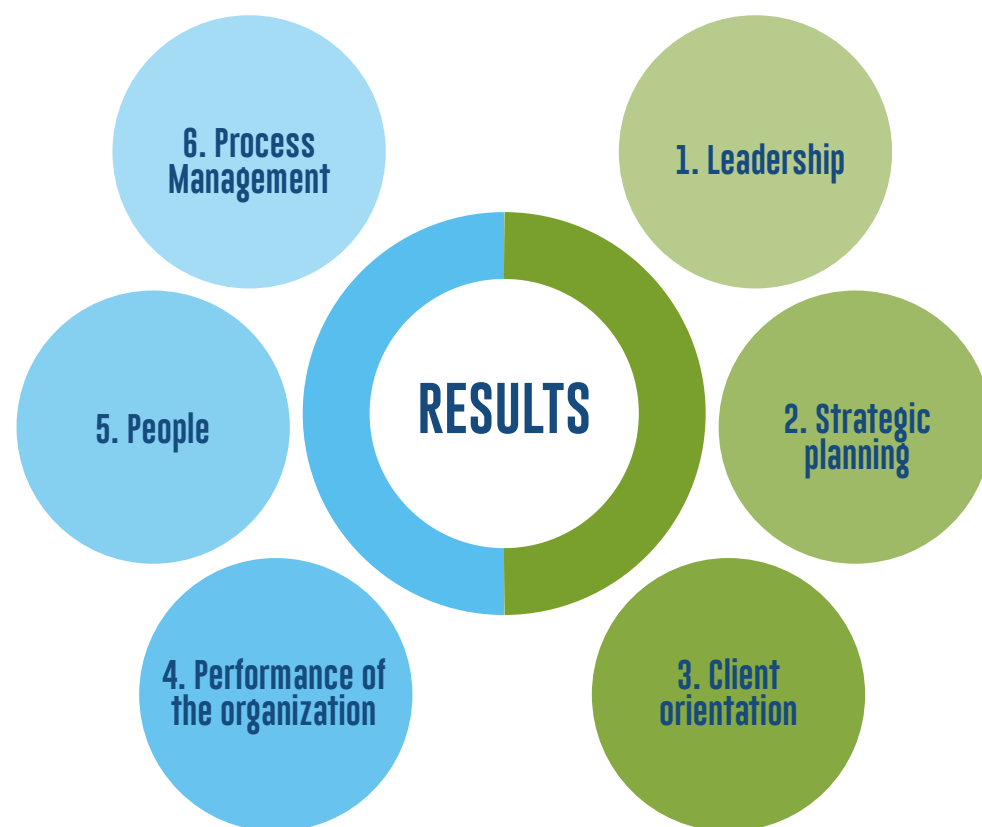 1. Leadership
2. Strategic
planning
3. Client
orientation
4. Performance of
the organization
5. People
6. Process
Management
RESULTS